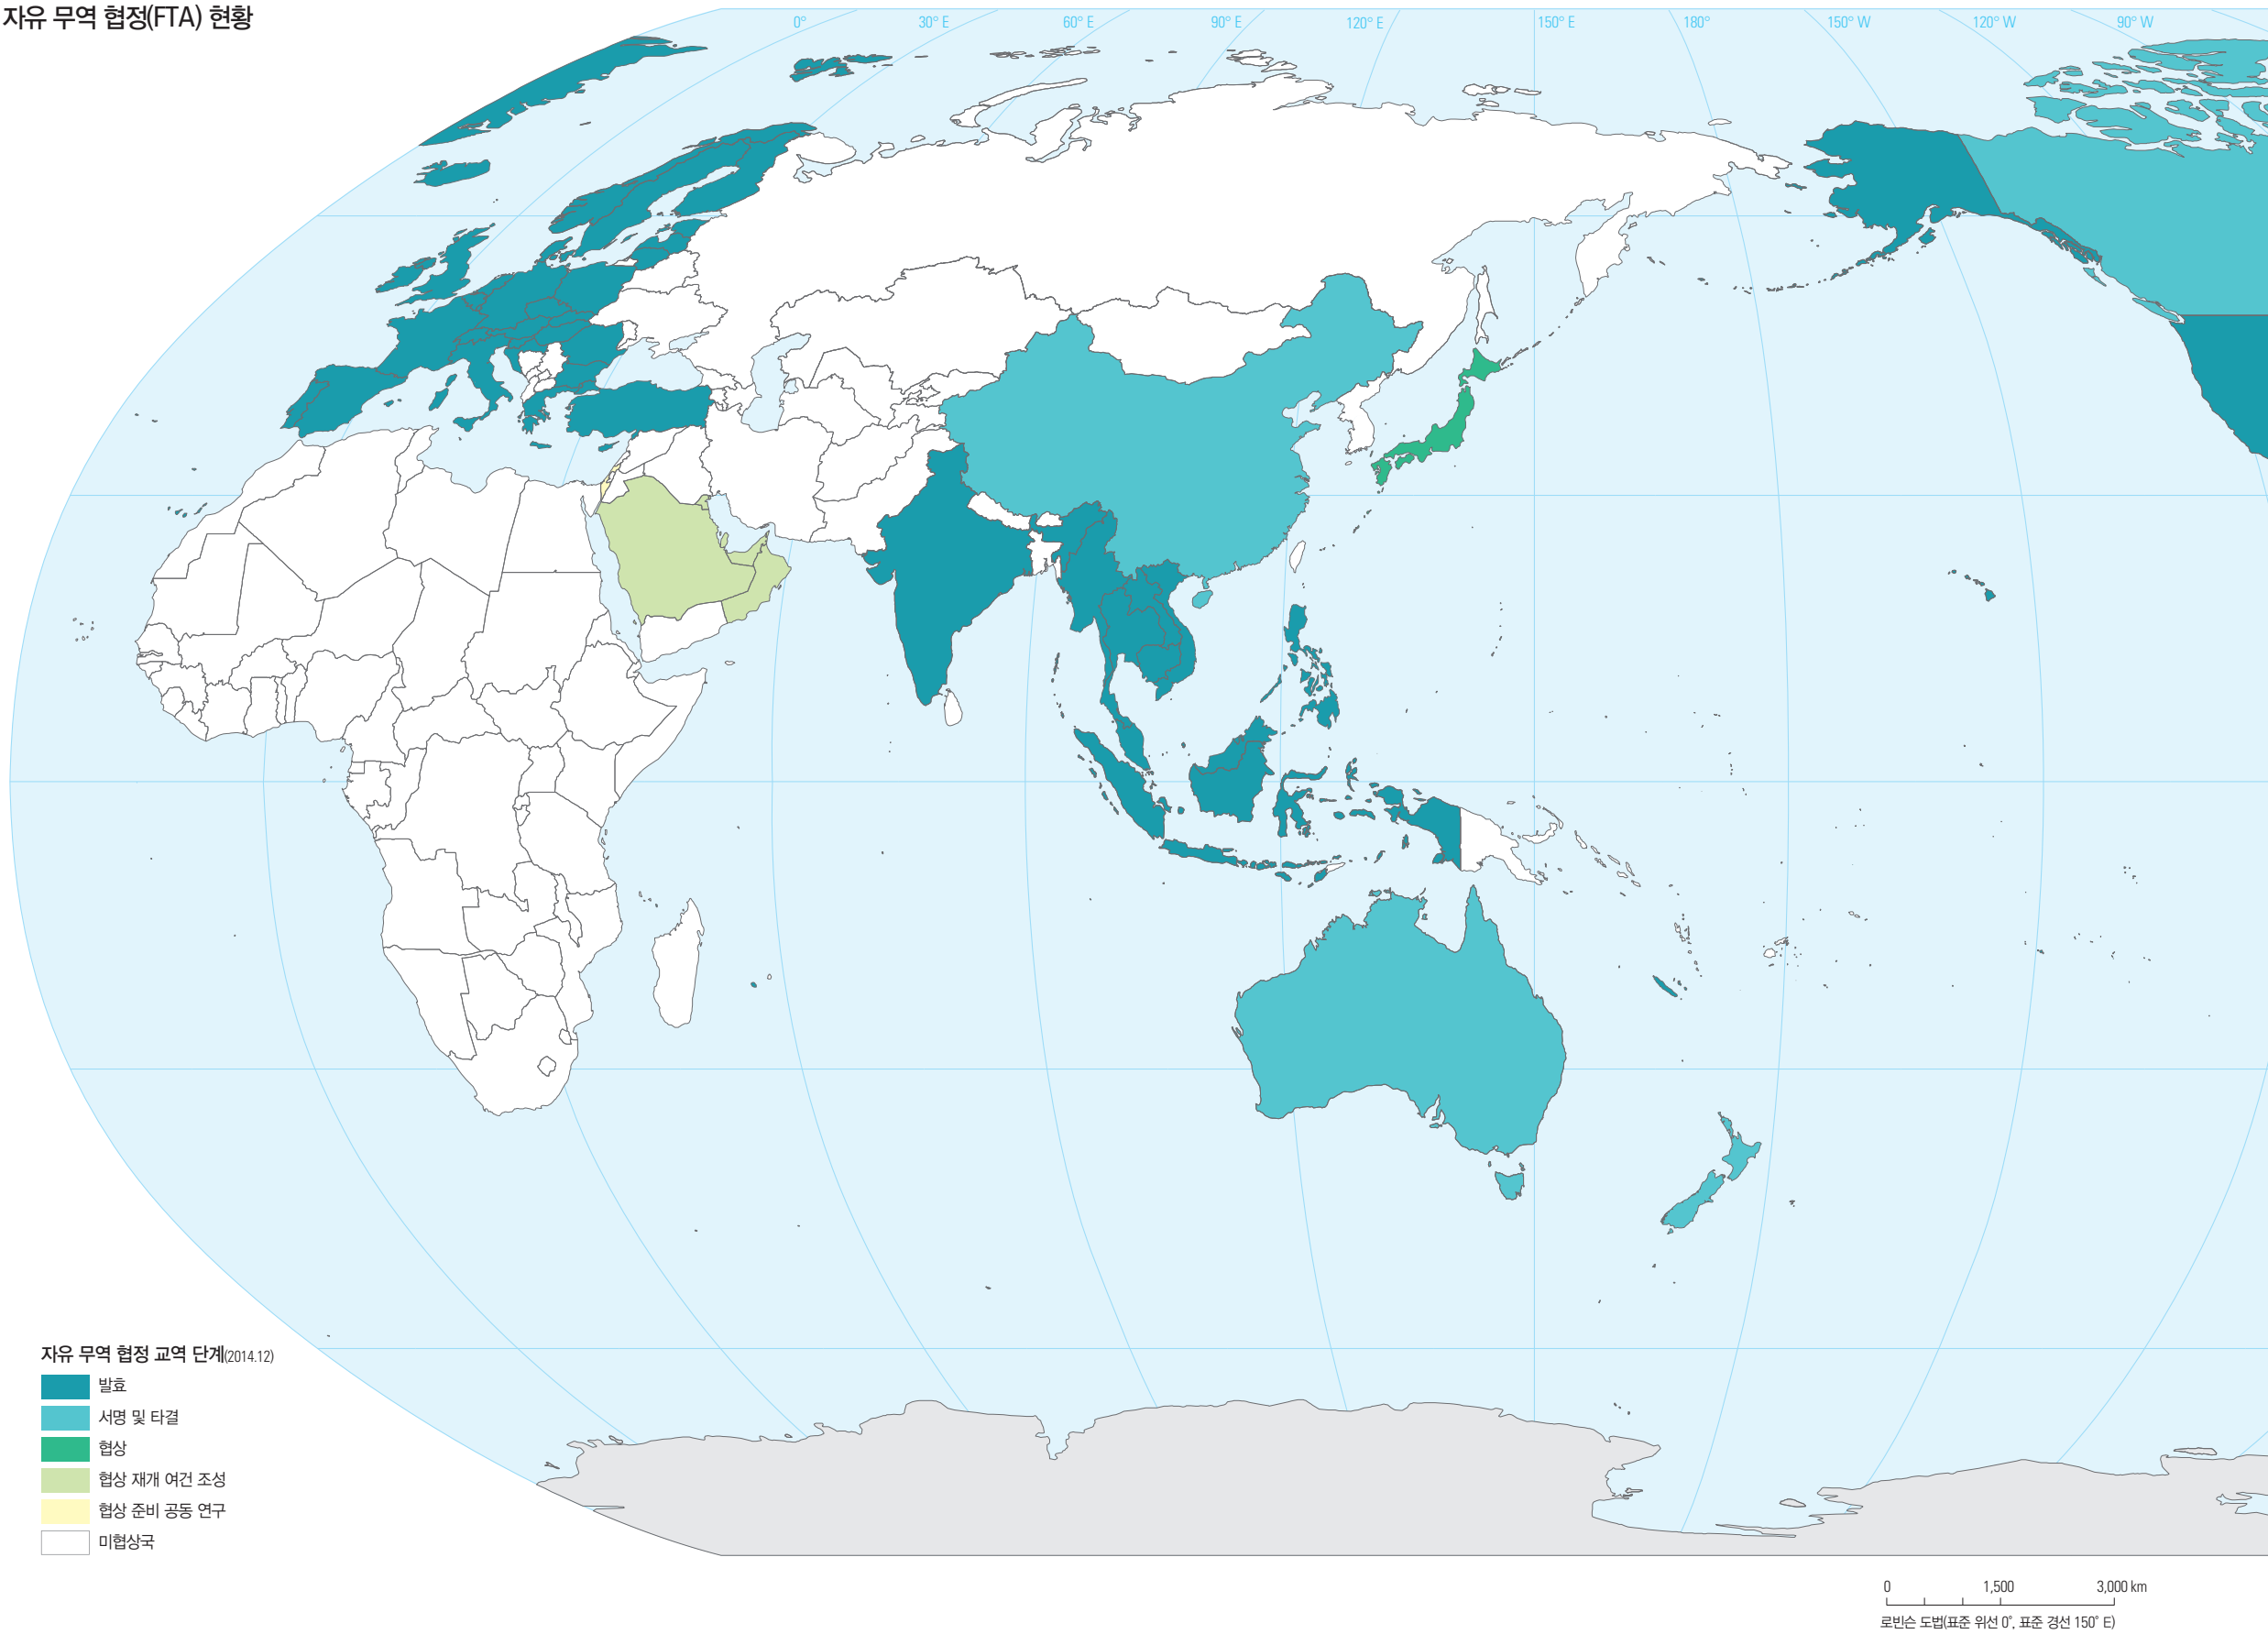 자유 무역 협정(FTA) 현황
0° 30° E 60° E 90° E 120° E 150° E 180° 150° W 120° W 90° W
자유 무역 협정 교역 단계(2014.12)
발효
서명 및 타결
협상
협상 재개 여건 조성
협상 준비 공동 연구
미협상국
0 1,500 3,000 km
로빈슨 도법(표준 위선 0°, 표준 경선 150° E)